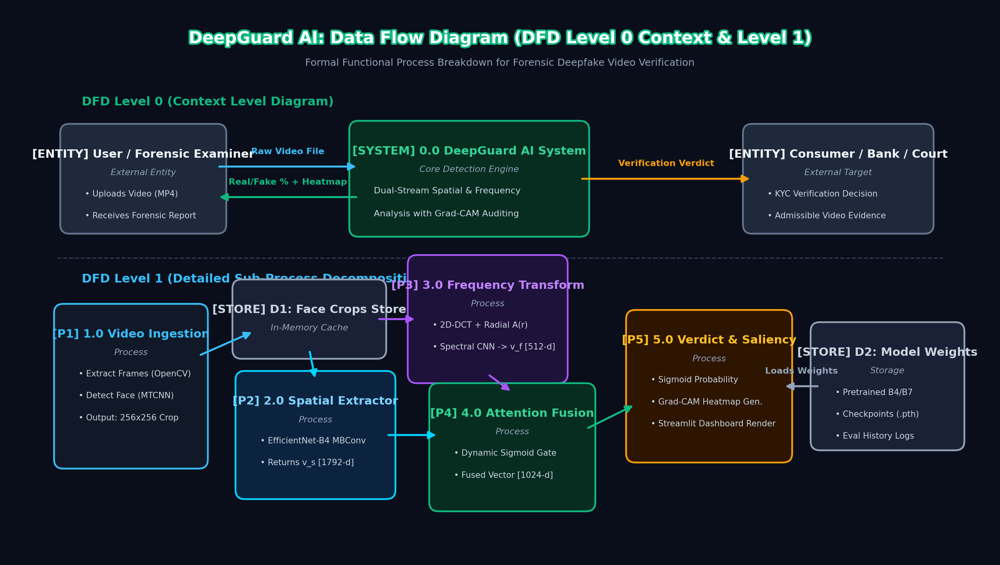 DeepGuard AI: Data Flow Diagram (DFD Level 0 Context & Level 1)
Formal Functional Process Breakdown for Forensic Deepfake Video Verification
DFD Level 0 (Context Level Diagram)
[ENTITY] User / Forensic Examiner
External Entity
• Uploads Video (MP4)
• Receives Forensic Report
Raw Video File
Real/Fake % + Heatmap
[SYSTEM] 0.0 DeepGuard AI System
Core Detection Engine
Dual-Stream Spatial & Frequency
Analysis with Grad-CAM Auditing
Verification Verdict
[ENTITY] Consumer / Bank / Court
External Target
• KYC Verification Decision
• Admissible Video Evidence
DFD Level 1 (Detailed Sub-Process Decompositi
[P1] 1.0 Video Ingestion
Process
• Extract Frames (OpenCV)
• Detect Face (MTCNN)
• Output: 256x256 Crop
[STORE] D1: Face Crops Store
In-Memory Cache
[P2] 2.0 Spatial Extractor
Process
• EfficientNet-B4 MBConv
• Returns v_s [1792-d]
[P3] 3.0 Frequency Transform
Process
• 2D-DCT + Radial A(r)
• Spectral CNN -> v_f [512-d]
[P4] 4.0 Attention Fusion
Process
• Dynamic Sigmoid Gate
• Fused Vector [1024-d]
[P5] 5.0 Verdict & Saliency
Process
• Sigmoid Probability
• Grad-CAM Heatmap Gen.
• Streamlit Dashboard Render
Loads Weights
[STORE] D2: Model Weights
Storage
• Pretrained B4/B7
• Checkpoints (.pth)
• Eval History Logs